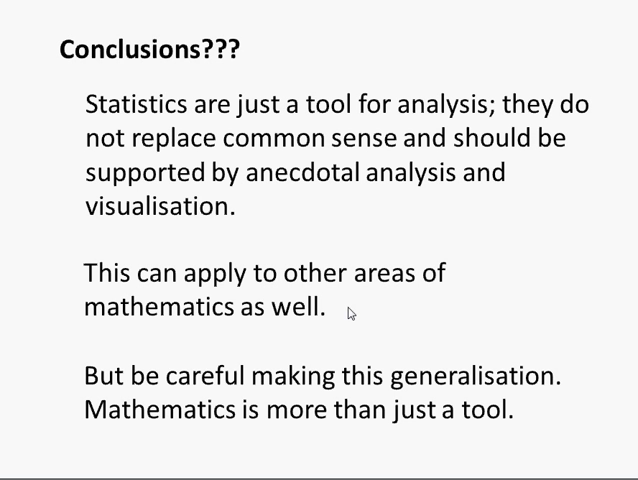 Conclusions???
Statistics are just a tool for analysis; they do
not replace common sense and should be
supported by anecdotal analysis and
visualisation.
This can apply to other areas of
mathematics as well.
But be careful making this generalisation.
Mathematics is more than just a tool.